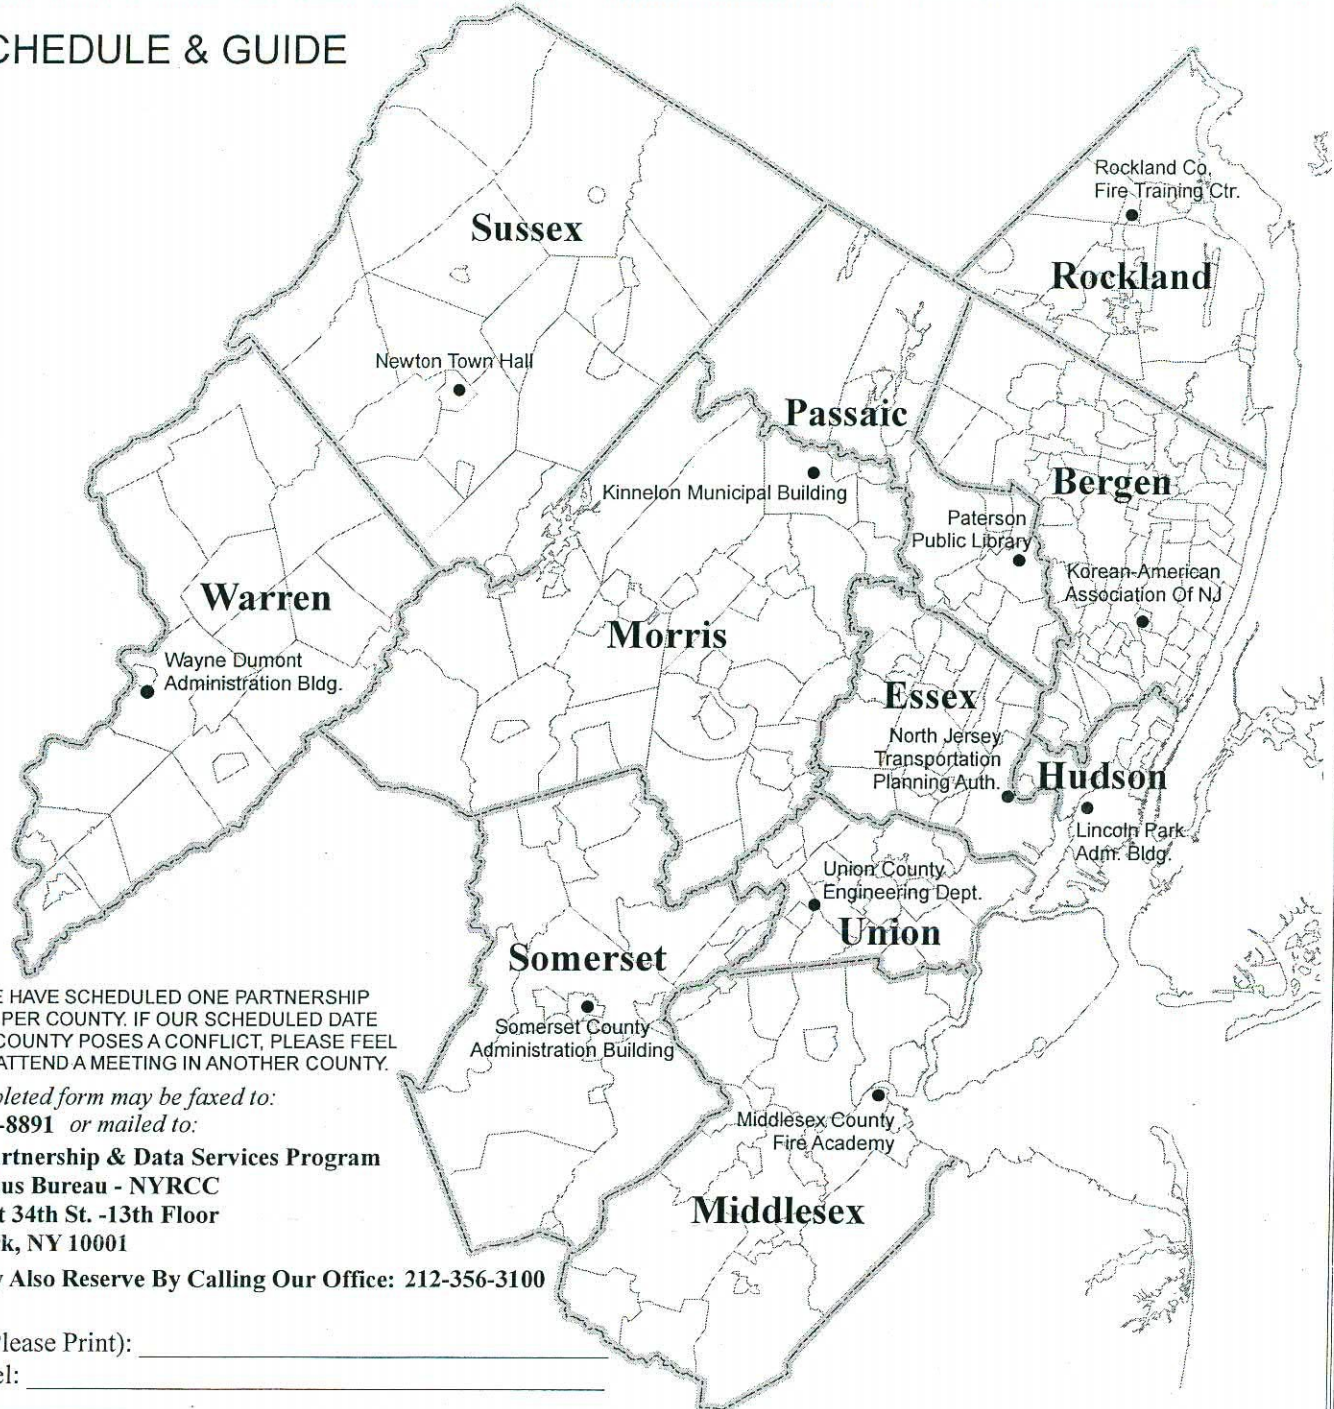 CHEDULE & GUIDE
Rockland Co.
Fire Training Ctr.
Sussex
Rockland
Newton Town Hall
Passaic
Kinnelon Municipal Building
Bergen
Paterson
Public Library
Korean-American
Association Of NJ
Warren
Morris
Wayne Dumont
Administration Bldg.
Essex
North Jersey
Transportation
Planning Auth.
Hudson
Lincoln Park
Adm. Bldg.
Union County
Engineering Dept.
Union
Somerset
Somerset County
Administration Building
Middlesex County
Fire Academy
Middlesex
E HAVE SCHEDULED ONE PARTNERSHIP
PER COUNTY. IF OUR SCHEDULED DATE
COUNTY POSES A CONFLICT, PLEASE FEEL
ATTEND A MEETING IN ANOTHER COUNTY.
pleted form may be faxed to:
-8891 or mailed to:
artnership & Data Services Program
us Bureau - NYRCC
t 34th St. -13th Floor
k, NY 10001
y Also Reserve By Calling Our Office: 212-356-3100
Please Print):
el: